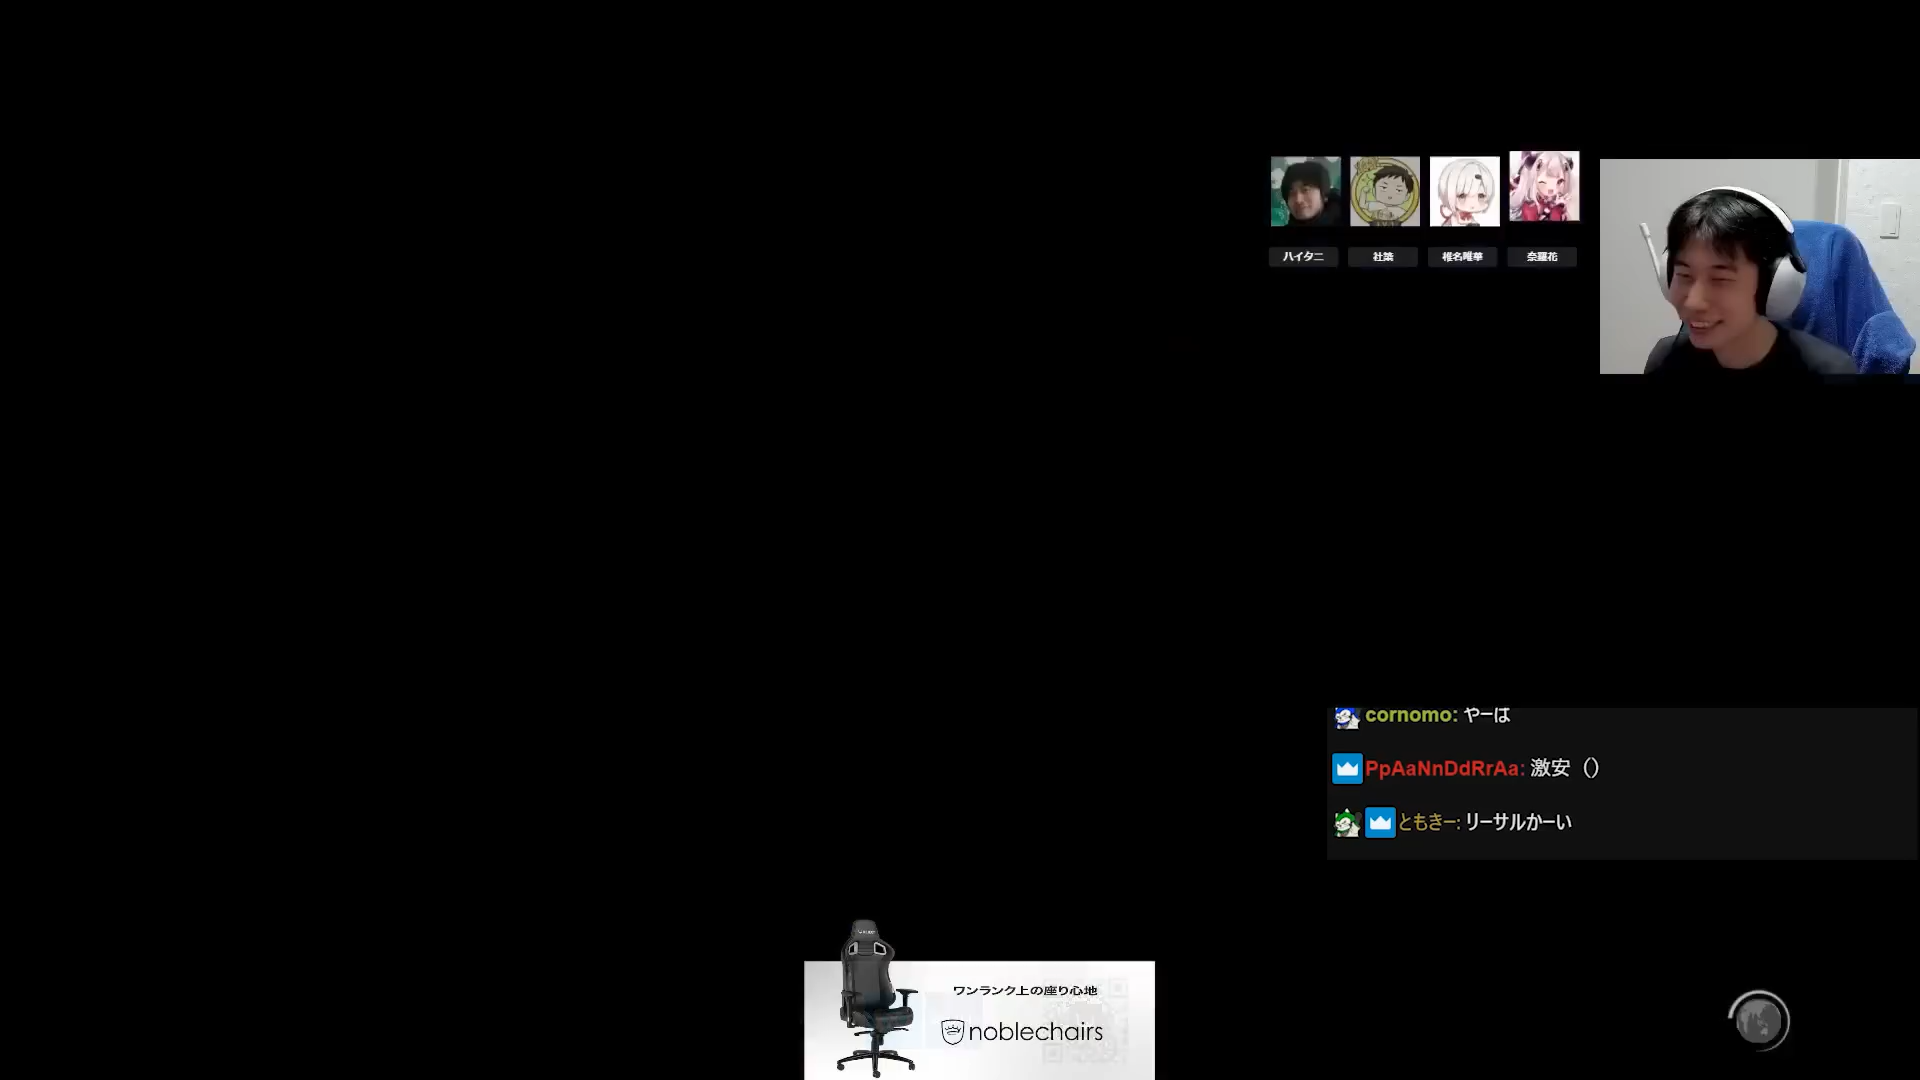 ハイタニ
社築
椎名唯華
奈羅花
cornomo: やーば
PpAaNnDdRrAa: 激安（）
ともきー: リーサルかーい
ワンランク上の座り心地
noblechairs